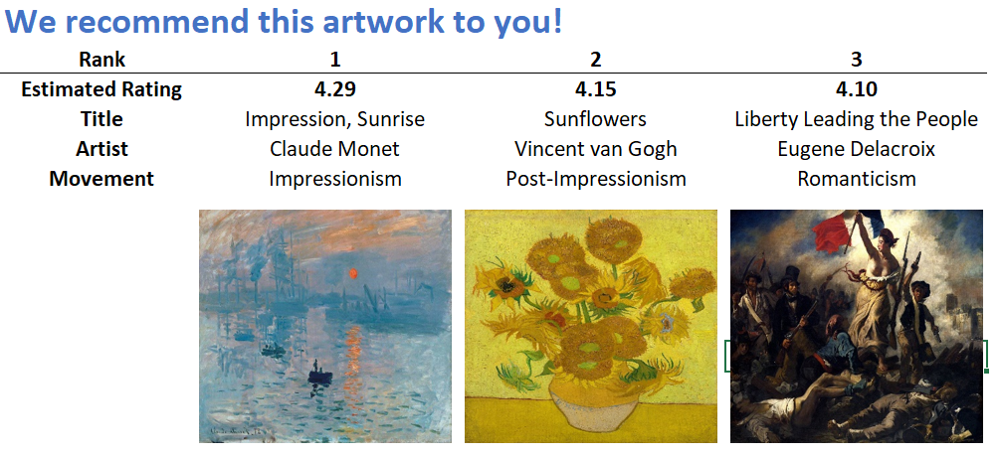 We recommend this artwork to you!
Rank 1 2 3
Estimated Rating 4.29 4.15 4.10
Title Impression, Sunrise Sunflowers Liberty Leading the People
Artist Claude Monet Vincent van Gogh Eugene Delacroix
Movement Impressionism Post-Impressionism Romanticism